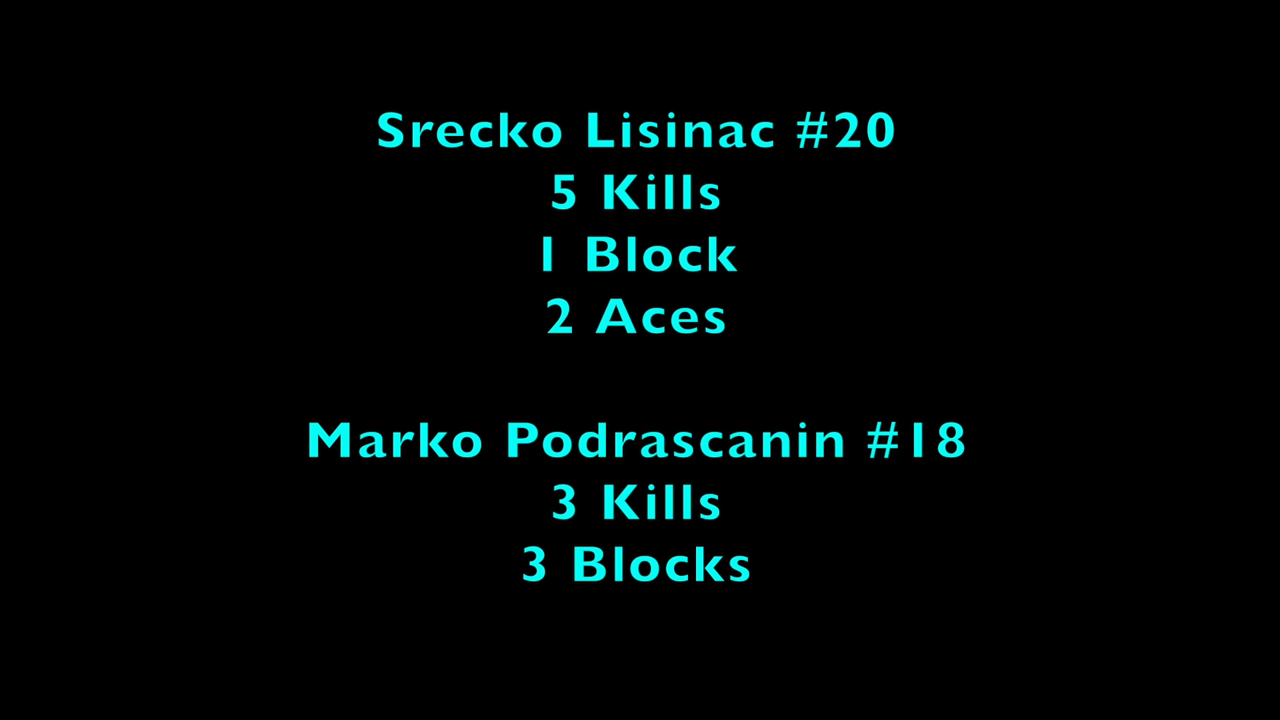 Srecko Lisinac #20
5 Kills
1 Block
2 Aces
Marko Podrascanin #18
3 Kills
3 Blocks